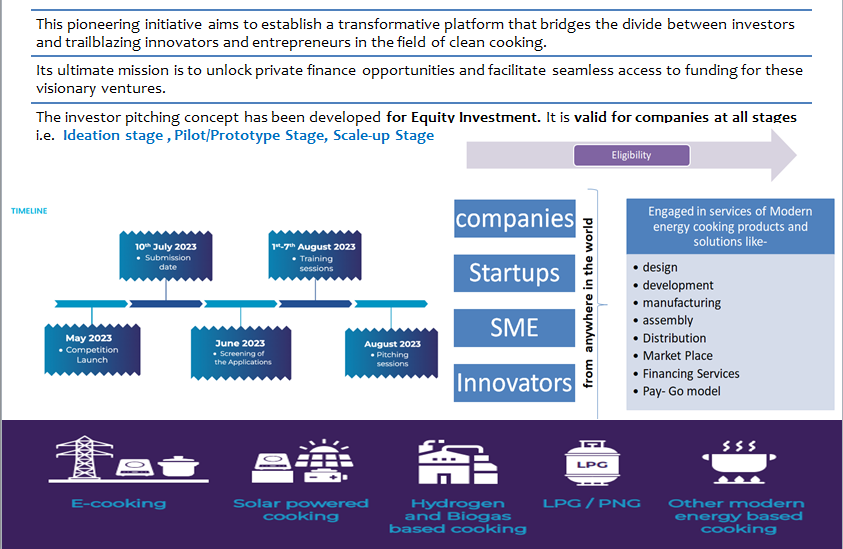 This pioneering initiative aims to establish a transformative platform that bridges the divide between investors
and trailblazing innovators and entrepreneurs in the field of clean cooking.
Its ultimate mission is to unlock private finance opportunities and facilitate seamless access to funding for these
visionary ventures.
The investor pitching concept has been developed for Equity Investment. It is valid for companies at all stages
i.e. Ideation stage , Pilot/Prototype Stage, Scale-up Stage
Eligibility
TIMELINE
10th July 2023
• Submission
date
1st-7th August 2023
• Training
sessions
May 2023
• Competition
Launch
June 2023
• Screening of
the Applications
August 2023
• Pitching
sessions
companies
Startups
SME
Innovators
from anywhere in the world
Engaged in services of Modern
energy cooking products and
solutions like-
• design
• development
• manufacturing
• assembly
• Distribution
• Market Place
• Financing Services
• Pay- Go model
E-cooking
Solar powered
cooking
Hydrogen
and Biogas
based cooking
LPG
LPG / PNG
Other modern
energy based
cooking